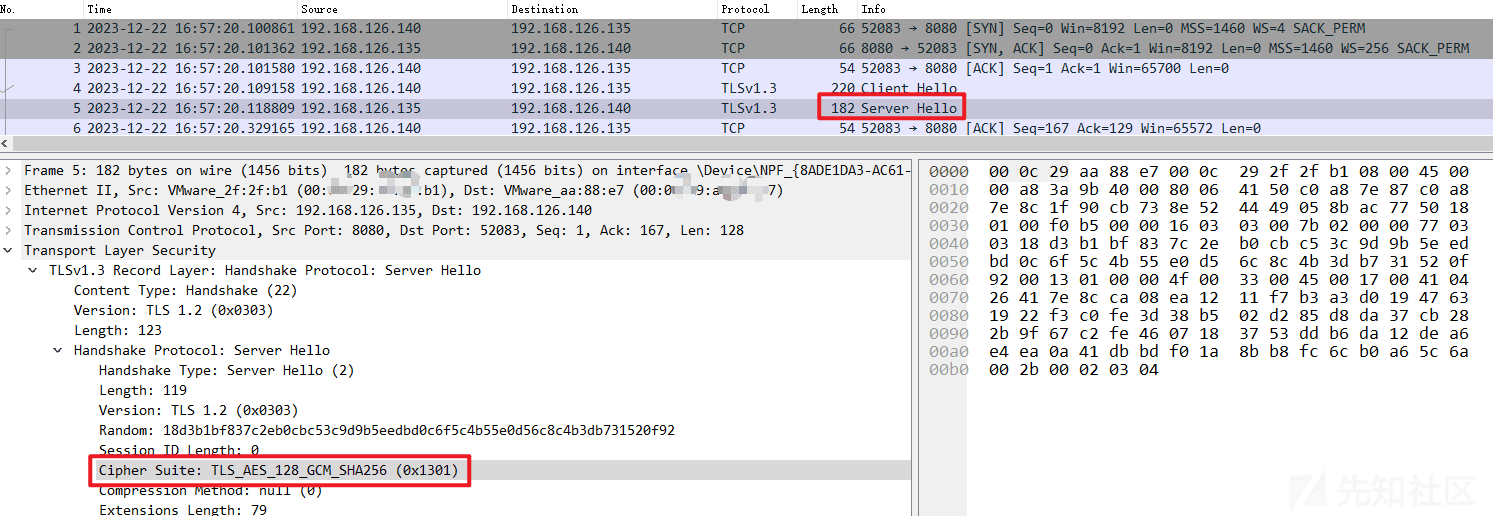 No. Time Source Destination Protocol Length Info
1 2023-12-22 16:57:20.100861 192.168.126.140 192.168.126.135 TCP 66 52083 → 8080 [SYN] Seq=0 Win=8192 Len=0 MSS=1460 WS=4 SACK_PERM
2 2023-12-22 16:57:20.101362 192.168.126.135 192.168.126.140 TCP 66 8080 → 52083 [SYN, ACK] Seq=0 Ack=1 Win=8192 Len=0 MSS=1460 WS=256 SACK_PERM
3 2023-12-22 16:57:20.101580 192.168.126.140 192.168.126.135 TCP 54 52083 → 8080 [ACK] Seq=1 Ack=1 Win=65700 Len=0
4 2023-12-22 16:57:20.109158 192.168.126.140 192.168.126.135 TLSv1.3 220 Client Hello
5 2023-12-22 16:57:20.118809 192.168.126.135 192.168.126.140 TLSv1.3 182 Server Hello
6 2023-12-22 16:57:20.329165 192.168.126.140 192.168.126.135 TCP 54 52083 → 8080 [ACK] Seq=167 Ack=129 Win=65572 Len=0
Frame 5: 182 bytes on wire (1456 bits) 182 bytes captured (1456 bits) on interface \Device\NPF_{8ADE1DA3-AC61-
Ethernet II, Src: VMware_2f:2f:b1 (00: 29: b1), Dst: VMware_aa:88:e7 (00:0 7)
Internet Protocol Version 4, Src: 192.168.126.135, Dst: 192.168.126.140
Transmission Control Protocol, Src Port: 8080, Dst Port: 52083, Seq: 1, Ack: 167, Len: 128
Transport Layer Security
TLSv1.3 Record Layer: Handshake Protocol: Server Hello
Content Type: Handshake (22)
Version: TLS 1.2 (0x0303)
Length: 123
Handshake Protocol: Server Hello
Handshake Type: Server Hello (2)
Length: 119
Version: TLS 1.2 (0x0303)
Random: 18d3b1bf837c2eb0cbc53c9d9b5eedbd0c6f5c4b55e0d56c8c4b3db731520f92
Session ID Length: 0
Cipher Suite: TLS_AES_128_GCM_SHA256 (0x1301)
Compression Method: null (0)
Extensions Length: 79
0000 00 0c 29 aa 88 e7 00 0c 29 2f 2f b1 08 00 45 00
0010 00 a8 3a 9b 40 00 80 06 41 50 c0 a8 7e 87 c0 a8
0020 7e 8c 1f 90 cb 73 8e 52 44 49 05 8b ac 77 50 18
0030 01 00 f0 b5 00 00 16 03 03 00 7b 02 00 00 77 03
0040 03 18 d3 b1 bf 83 7c 2e b0 cb c5 3c 9d 9b 5e ed
0050 bd 0c 6f 5c 4b 55 e0 d5 6c 8c 4b 3d b7 31 52 0f
0060 92 00 13 01 00 00 4f 00 33 00 45 00 17 00 41 04
0070 26 41 7e 8c ca 08 ea 12 11 f7 b3 a3 d0 19 47 63
0080 19 22 f3 c0 fe 3d 38 b5 02 d2 85 d8 da 37 cb 28
0090 2b 9f 67 c2 fe 46 07 18 37 53 dd b6 da 12 de a6
00a0 e4 ea 0a 41 db bd f0 1a 8b b8 fc 6c b0 a6 5c 6a
00b0 00 2b 00 02 03 04
先知社区